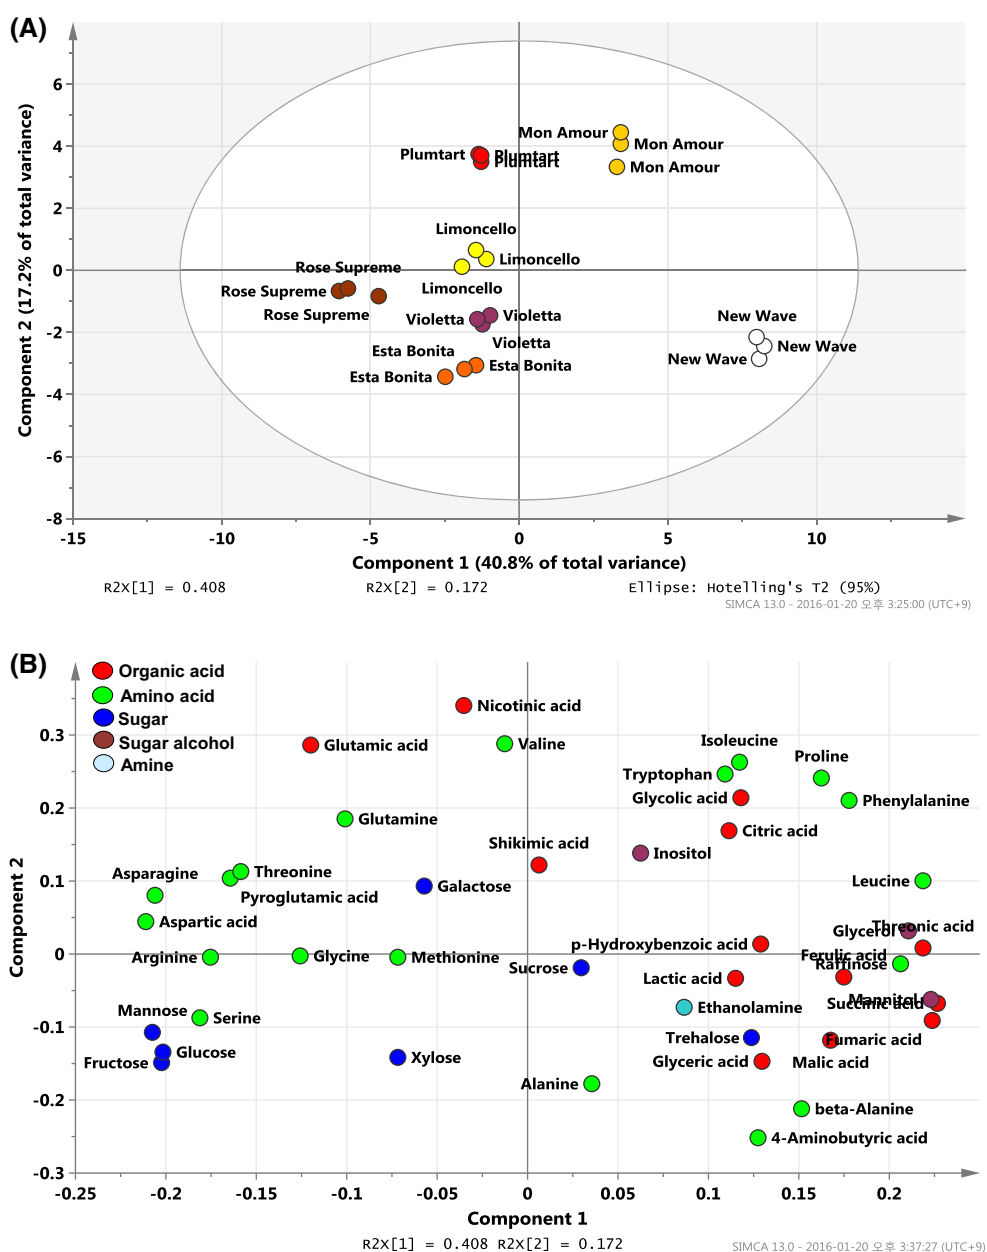 (A)
6
4
2
0
-2
-4
-6
-8
Component 2 (17.2% of total variance)
Mon Amour
Mon Amour
Mon Amour
Plumtart
Plumtart
Plumtart
Limoncello
Limoncello
Limoncello
Rose Supreme
Rose Supreme
Rose Supreme
Violetta
Violetta
Violetta
New Wave
New Wave
New Wave
Esta Bonita
Esta Bonita
Esta Bonita
-15
-10
-5
0
5
10
Component 1 (40.8% of total variance)
R2X[1] = 0.408
R2X[2] = 0.172
Ellipse: Hotelling's T2 (95%)
SIMCA 13.0 - 2016-01-20 오후 3:25:00 (UTC+9)
(B)
Organic acid
Amino acid
Sugar
Sugar alcohol
Amine
0.3
0.2
0.1
0
-0.1
-0.2
-0.3
Component 2
Nicotinic acid
Glutamic acid
Valine
Isoleucine
Tryptophan
Proline
Glycolic acid
Phenylalanine
Glutamine
Citric acid
Shikimic acid
Inositol
Asparagine
Threonine
Pyroglutamic acid
Galactose
Leucine
Aspartic acid
Threonic acid
Glycerol
p-Hydroxybenzoic acid
Arginine
Glycine
Methionine
Ferulic acid
Raffinose
Sucrose
Lactic acid
Mannitol
Succinic acid
Ethanolamine
Mannose
Serine
Trehalose
Fumaric acid
Glucose
Fructose
Xylose
Glyceric acid
Malic acid
Alanine
beta-Alanine
4-Aminobutyric acid
-0.25
-0.2
-0.15
-0.1
-0.05
0
0.05
0.1
0.15
0.2
Component 1
R2X[1] = 0.408 R2X[2] = 0.172
SIMCA 13.0 - 2016-01-20 오후 3:37:27 (UTC+9)